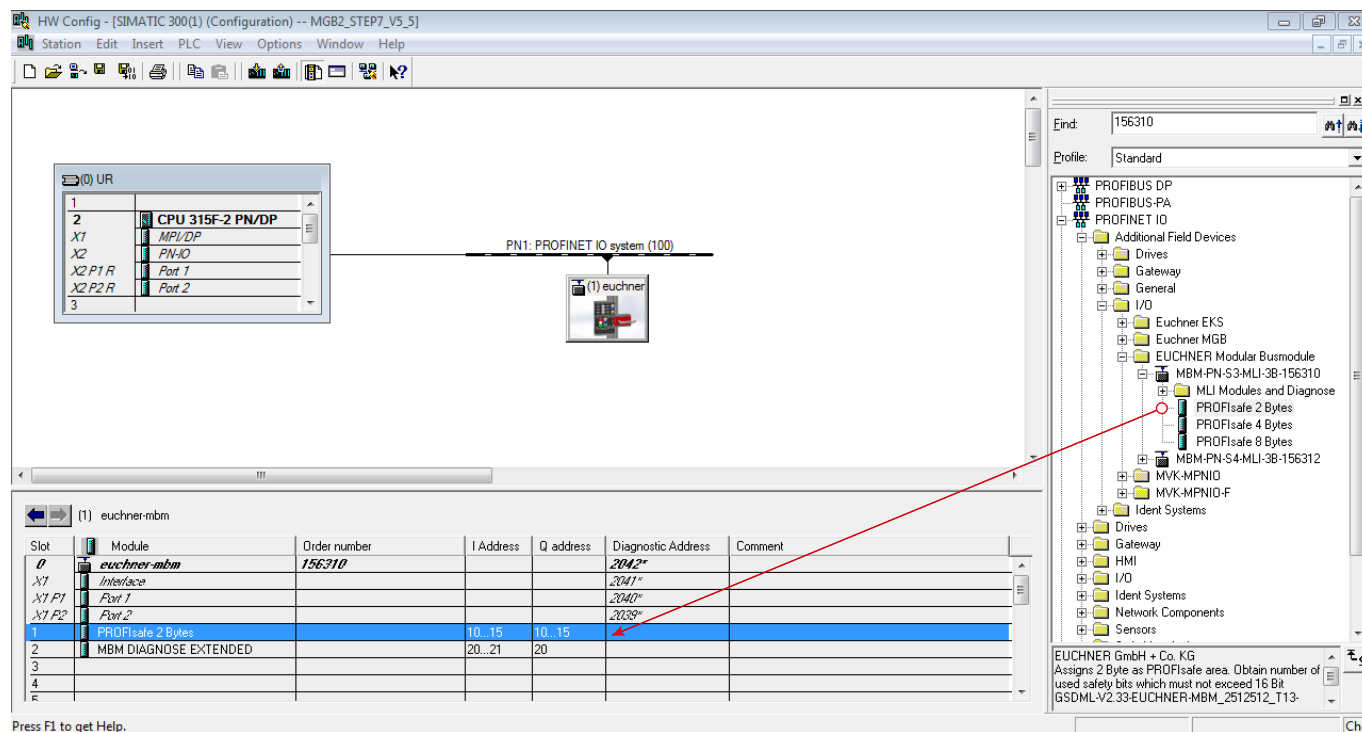 HW Config - [SIMATIC 300(1) (Configuration) -- MGB2_STEP7_V5_5]
Station Edit Insert PLC View Options Window Help
(0) UR
1
2 CPU 315F-2 PN/DP
X1 MPI/DP
X2 PN-IO
X2 P1 R Port 1
X2 P2 R Port 2
3
PN1: PROFINET IO system (100)
(1) euchner
Find: 156310
Profile: Standard
PROFIBUS DP
PROFIBUS-PA
PROFINET IO
Additional Field Devices
Drives
Gateway
General
I/O
Euchner EKS
Euchner MGB
EUCHNER Modular Busmodule
MBM-PN-S3-MLI-3B-156310
MLI Modules and Diagnose
PROFIsafe 2 Bytes
PROFIsafe 4 Bytes
PROFIsafe 8 Bytes
MBM-PN-S4-MLI-3B-156312
MVK-MPNIO
MVK-MPNIO-F
Ident Systems
Drives
Gateway
HMI
I/O
Ident Systems
Network Components
Sensors
EUCHNER GmbH + Co. KG
Assigns 2 Byte as PROFIsafe area. Obtain number of
used safety bits which must not exceed 16 Bit
GSDML-V2.33-EUCHNER-MBM_2512512_T13-
(1) euchner-mbm
Slot Module Order number I Address Q address Diagnostic Address Comment
0 euchner-mbm 156310 2042*
X1 Interface 2041*
X1 P1 Port 1 2040*
X1 P2 Port 2 2039*
1 PROFIsafe 2 Bytes 10...15 10...15
2 MBM DIAGNOSE EXTENDED 20...21 20
3
4
Press F1 to get Help.
Ch